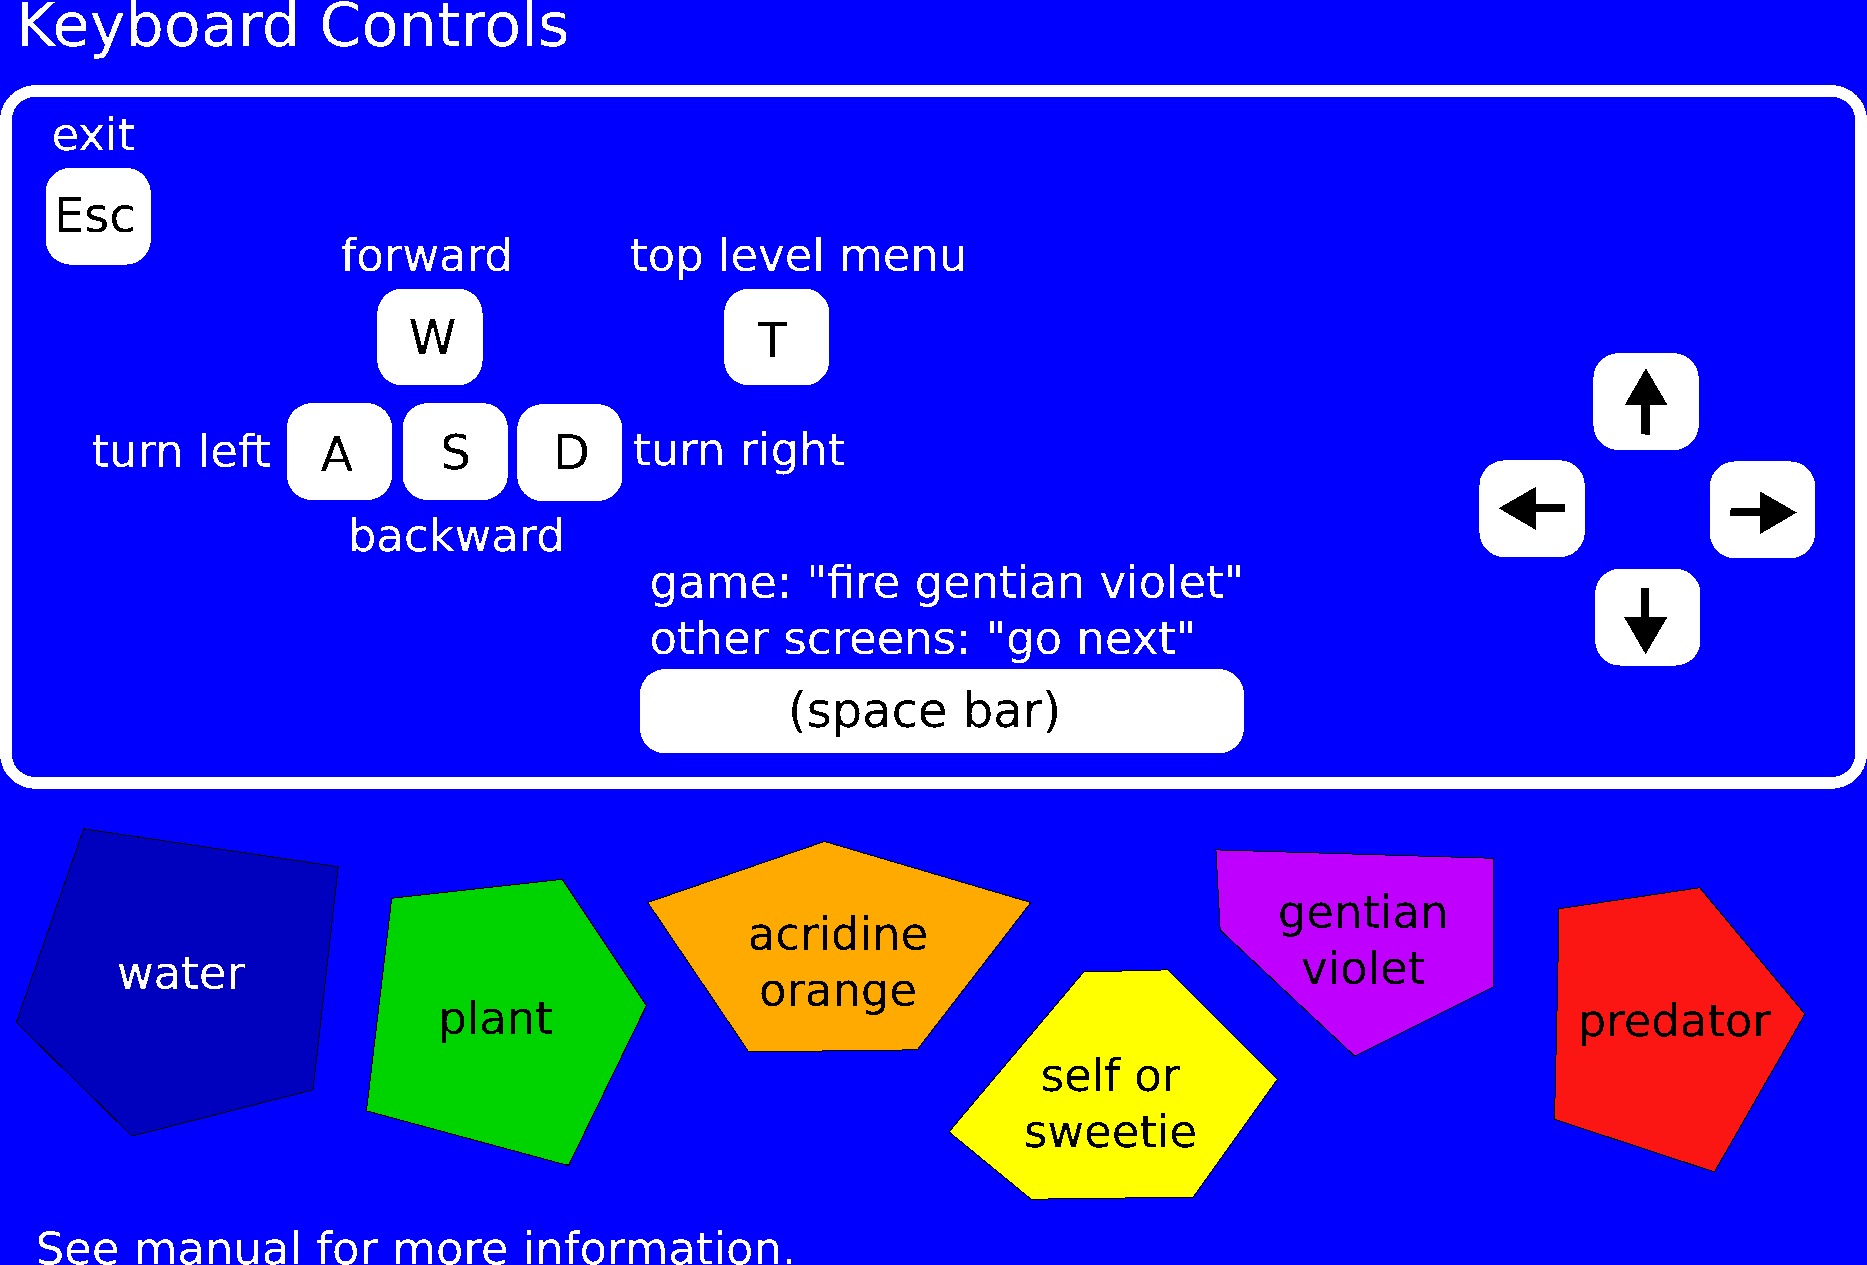 Keyboard Controls
exit
Esc
forward
top level menu
W
T
turn left
A
S
D
turn right
backward
game: "fire gentian violet"
other screens: "go next"
(space bar)
water
plant
acridine
orange
self or
sweetie
gentian
violet
predator
See manual for more information.